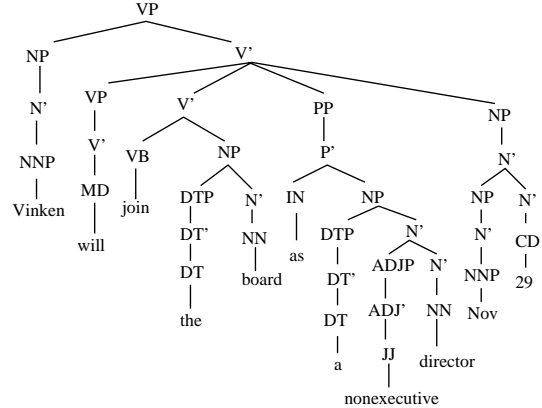 VP
NP V’
N’ VP V’ PP NP
NNP V’ VB NP P’ N’
Vinken MD join DTP N’ IN NP NP N’
will DT’ NN as DTP N’ N’ CD
DT board DT’ ADJP N’ NNP 29
the DT ADJ’ NN Nov
a JJ director
nonexecutive